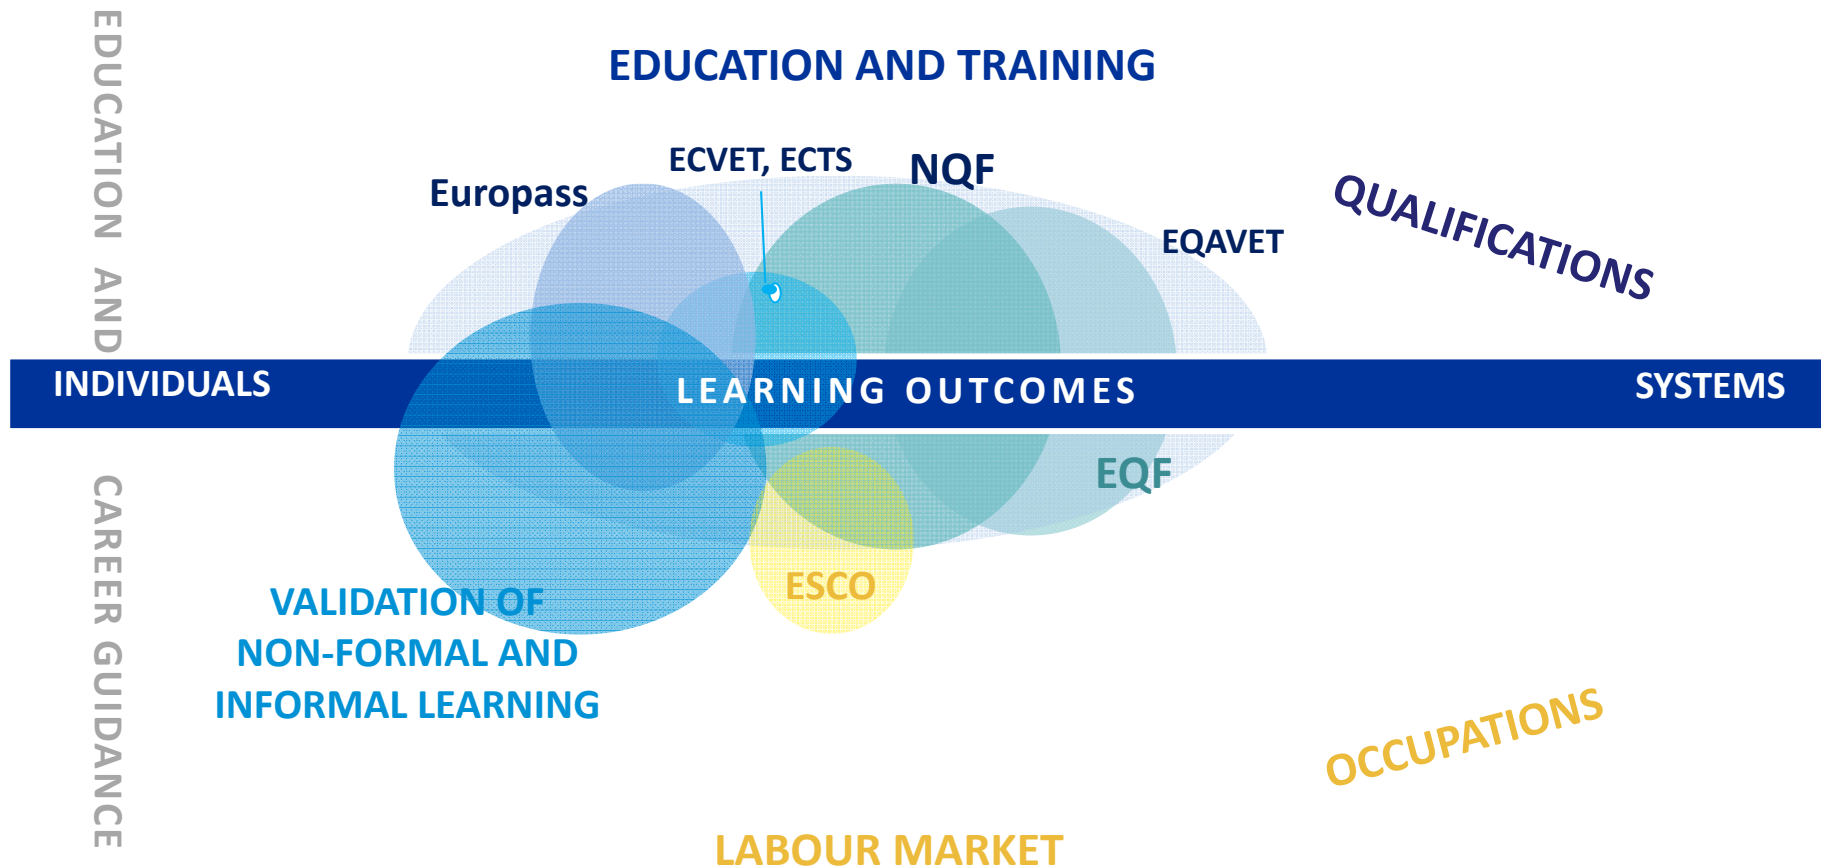 EDUCATION AND CAREER GUIDANCE
EDUCATION AND TRAINING
ECVET, ECTS
NQF
Europass
EQAVET
QUALIFICATIONS
INDIVIDUALS
LEARNING OUTCOMES
SYSTEMS
EQF
ESCO
VALIDATION OF
NON-FORMAL AND
INFORMAL LEARNING
OCCUPATIONS
LABOUR MARKET